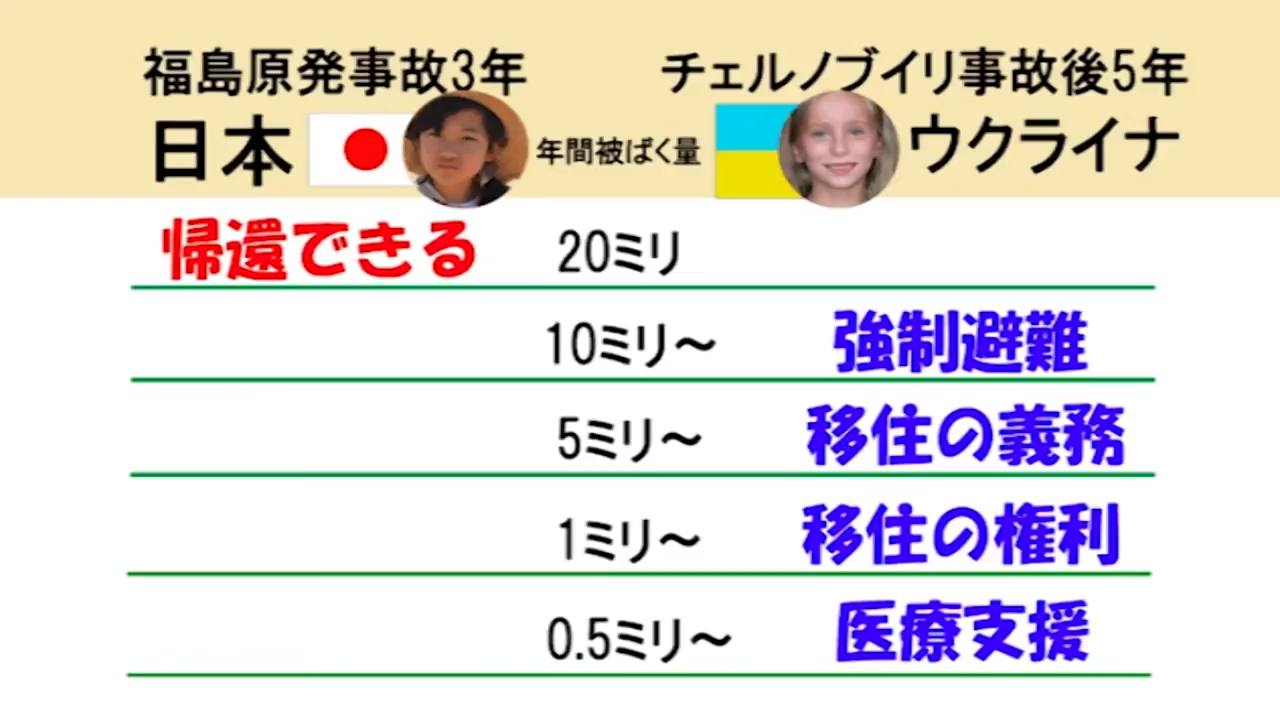 福島原発事故3年
チェルノブイリ事故後5年
日本
年間被ばく量
ウクライナ
帰還できる
20ミリ
10ミリ～
強制避難
5ミリ～
移住の義務
1ミリ～
移住の権利
0.5ミリ～
医療支援